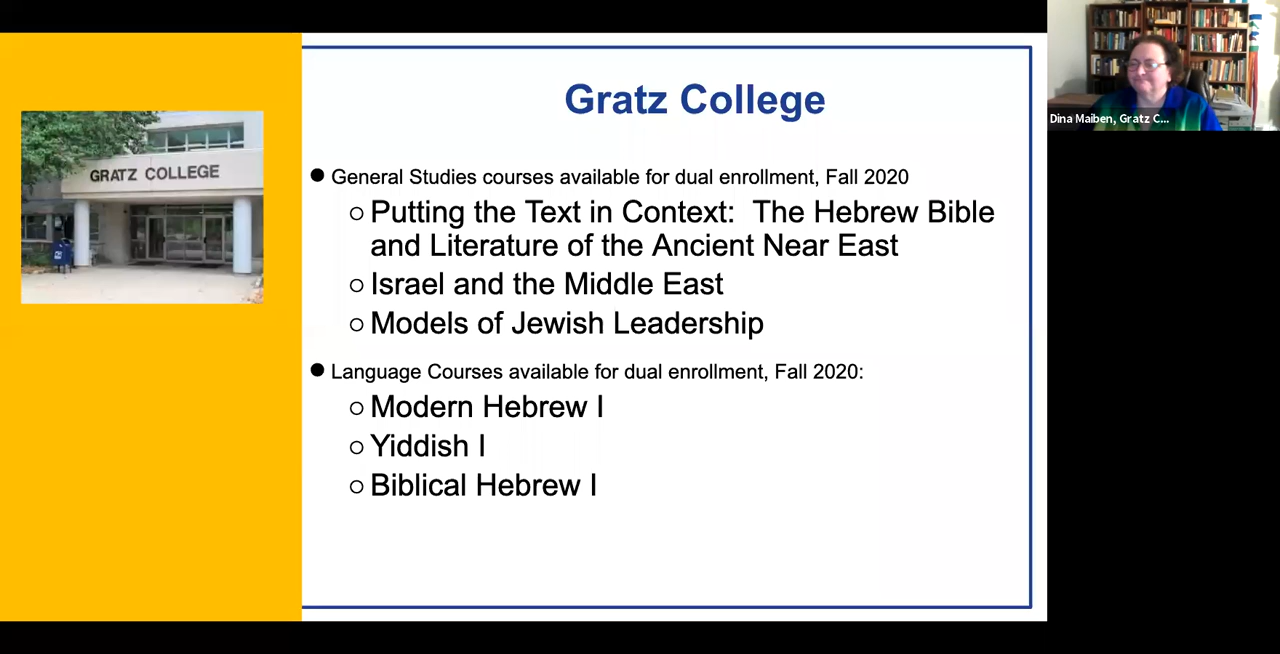 Gratz College
GRATZ COLLEGE
● General Studies courses available for dual enrollment, Fall 2020
○ Putting the Text in Context:  The Hebrew Bible
and Literature of the Ancient Near East
○ Israel and the Middle East
○ Models of Jewish Leadership
● Language Courses available for dual enrollment, Fall 2020:
○ Modern Hebrew I
○ Yiddish I
○ Biblical Hebrew I
Dina Maiben, Gratz C...